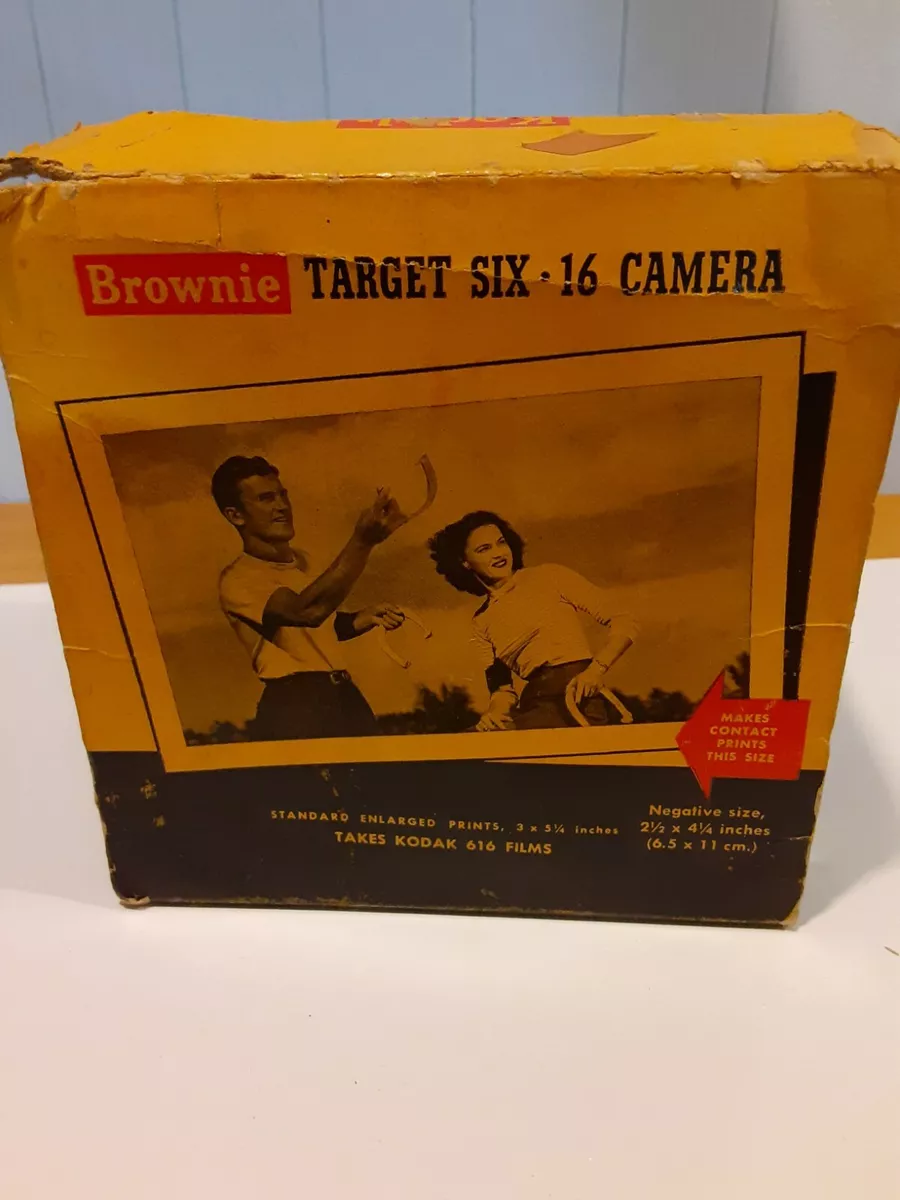 Kodak
Brownie TARGET SIX-16 CAMERA
MAKES
CONTACT
PRINTS
THIS SIZE
STANDARD ENLARGED PRINTS, 3 x 5¼ inches
TAKES KODAK 616 FILMS
Negative size,
2½ x 4¼ inches
(6.5 x 11 cm.)